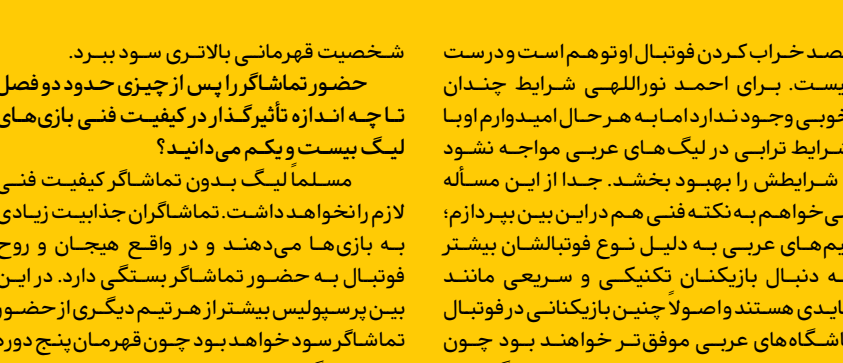 قصد خراب کردن فوتبال او توهم است و درست
نیست. برای احمد نوراللهی شرایط چندان
خوبی وجود ندارد اما به هر حال امیدوارم او با
شرایط ترابی در لیگ‌های عربی مواجه نشود
شرایطش را بهبود بخشد. جدا از این مسأله
می خواهم به نکته فنی هم در این بین بپردازم؛
تیم‌های عربی به دلیل نوع فوتبالشان بیشتر
به دنبال بازیکنان تکنیکی و سریعی مانند
قایدی هستند و اصولاً چنین بازیکنانی در فوتبال
باشگاه‌های عربی موفق‌تر خواهند بود چون
شخصیت قهرمانی بالاتری سود ببرد.
حضور تماشاگر را پس از چیزی حدود دو فصل
تا چه اندازه تأثیرگذار در کیفیت فنی بازی‌های
لیگ بیست و یکم می‌دانید؟
مسلماً لیگ بدون تماشاگر کیفیت فنی
لازم را نخواهد داشت. تماشاگران جذابیت زیادی
به بازی‌ها می‌دهند و در واقع هیجان و روح
فوتبال به حضور تماشاگر بستگی دارد. در این
بین پرسپولیس بیشتر از هر تیم دیگری از حضور
تماشاگر سود خواهد بود چون قهرمان پنج دوره